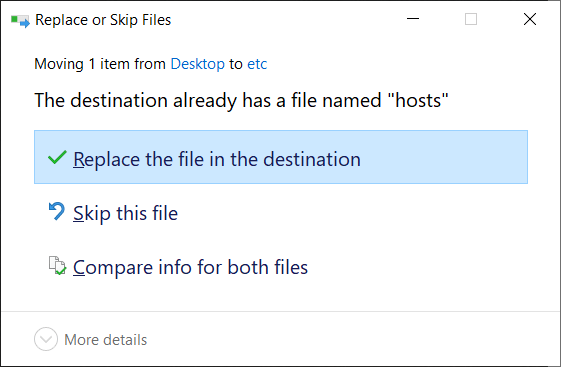 Replace or Skip Files
Moving 1 item from Desktop to etc
The destination already has a file named "hosts"
Replace the file in the destination
Skip this file
Compare info for both files
More details